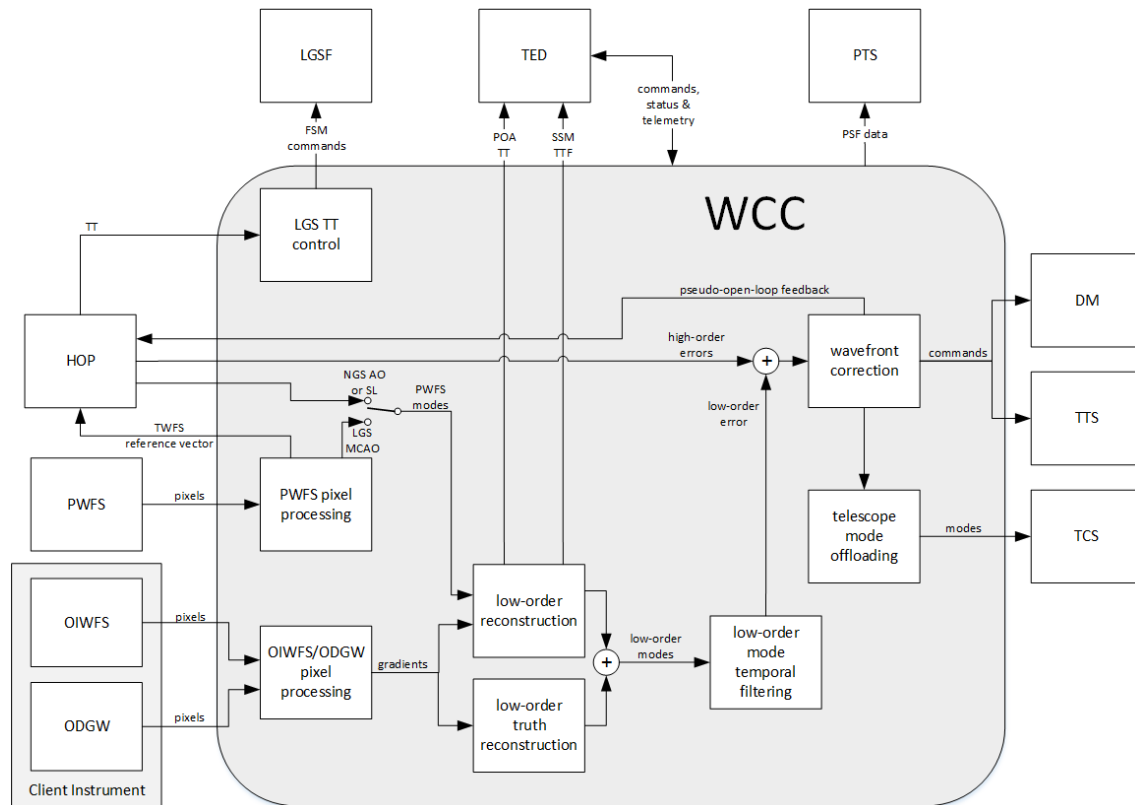 LGSF
TED
PTS
commands,
status &
telemetry
FSM
commands
POA
TT
SSM
TTF
PSF data
WCC
LGS TT
control
TT
pseudo-open-loop feedback
DM
HOP
high-order
errors
wavefront
correction
commands
NGS AO
or SL
PWFS
modes
low-order
error
TWFS
reference vector
LGS
MCAO
TTS
PWFS
pixels
PWFS pixel
processing
telescope
mode
offloading
modes
TCS
OIWFS
pixels
low-order
reconstruction
OIWFS/ODGW
pixel
processing
gradients
low-order
modes
low-order
mode
temporal
filtering
ODGW
pixels
low-order
truth
reconstruction
Client Instrument